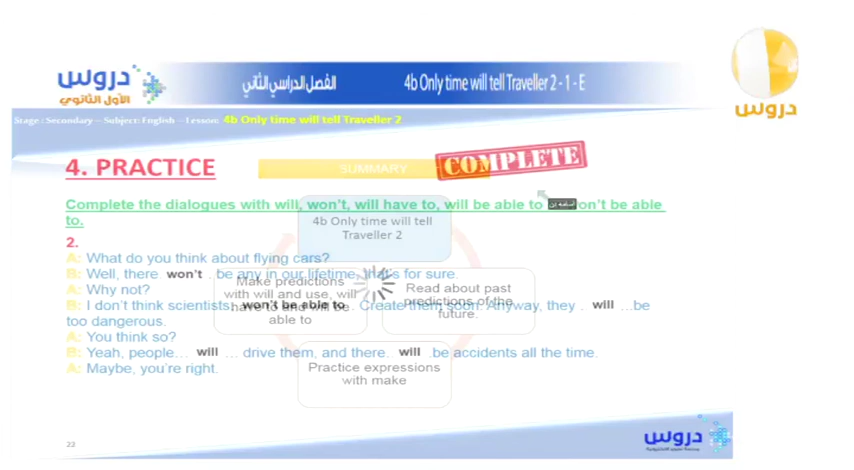 دروس
الأول الثانوي
الفصل الدراسي الثاني
4b Only time will tell Traveller 2 - 1 - E
دروس
Stage : Secondary – Subject: English – Lesson: 4b Only time will tell Traveller 2
4. PRACTICE
SUMMARY
COMPLETE
Complete the dialogues with will, won't, will have to, will be able to on't be able
to.
4b Only time will tell
Traveller 2
2.
A: What do you think about flying cars?
B: Well, there won't . be any in our lifetime, that's for sure.
A: Why not?
B: I don't think scientists, won't be able to . Create them soon. Anyway, they . will …be
too dangerous.
A: You think so?
B: Yeah, people… will … drive them, and there. will .be accidents all the time.
A: Maybe, you're right.
Make predictions
with will and use, will
have to and will be
able to
Read about past
predictions of the
future.
Practice expressions
with make
22
دروس